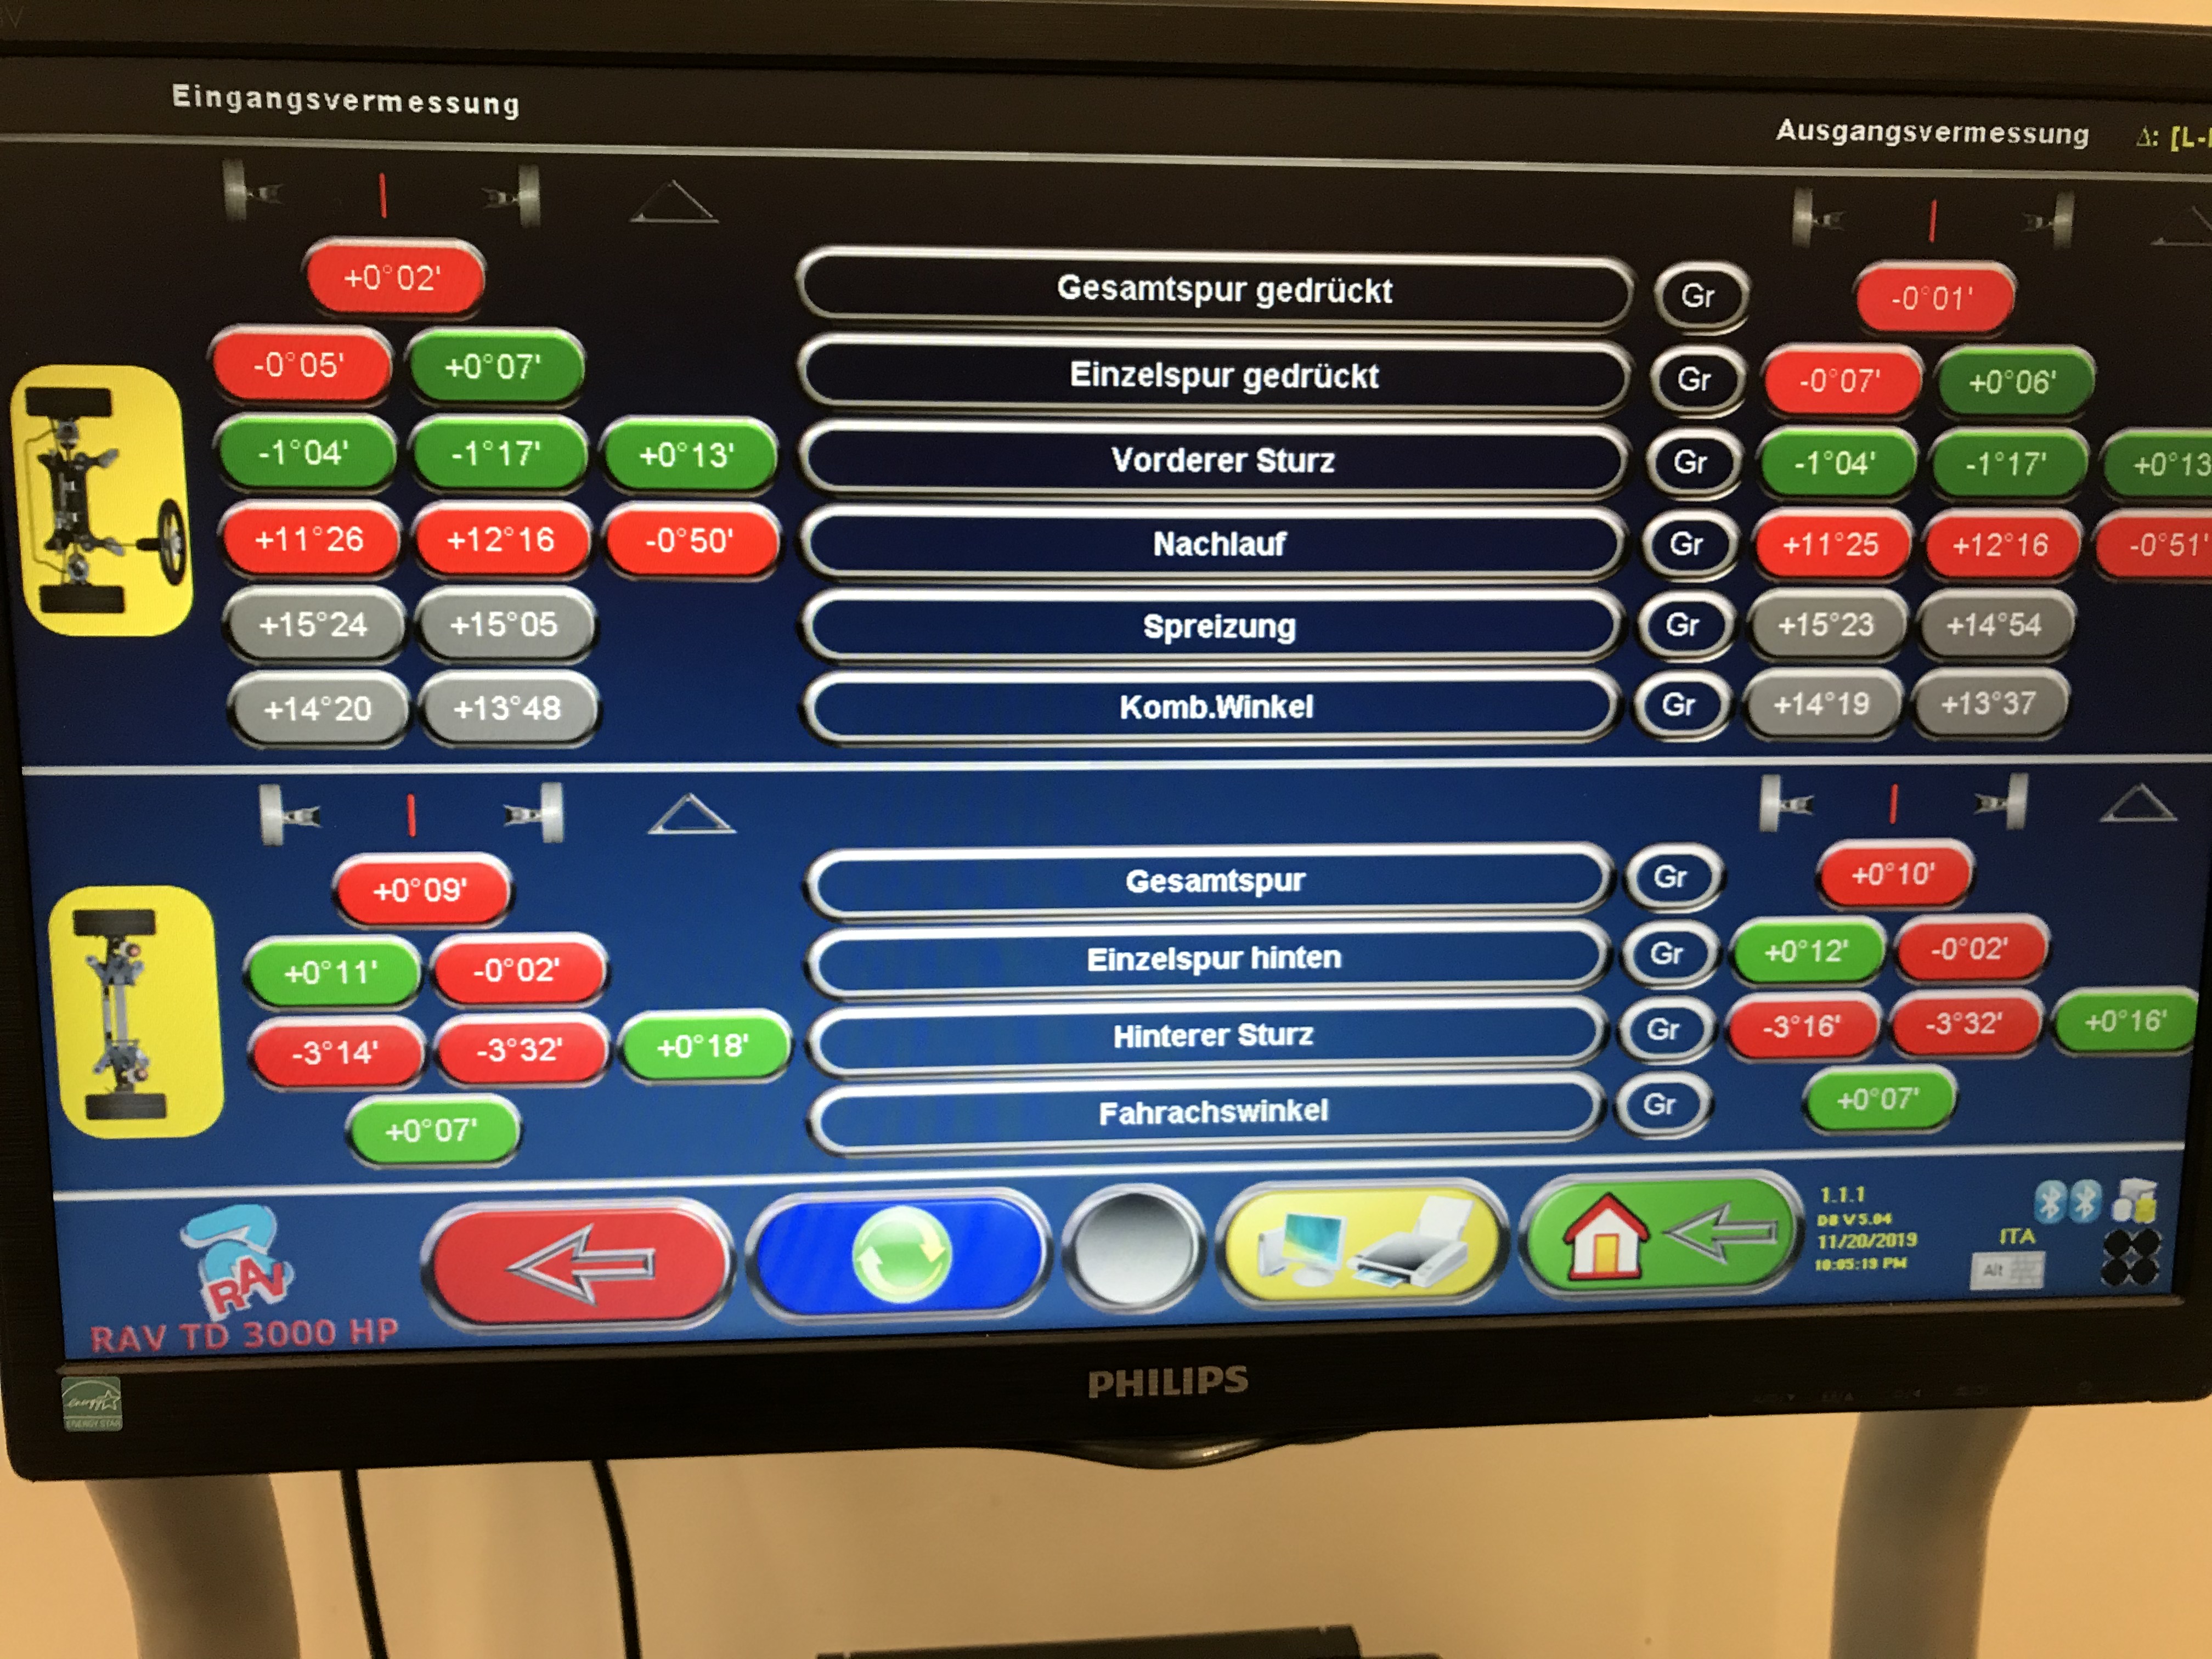 Eingangsvermessung
Ausgangsvermessung Δ: [L-
+0°02' Gesamtspur gedrückt Gr -0°01'
-0°05' +0°07' Einzelspur gedrückt Gr -0°07' +0°06'
-1°04' -1°17' +0°13' Vorderer Sturz Gr -1°04' -1°17' +0°13
+11°26 +12°16 -0°50' Nachlauf Gr +11°25 +12°16 -0°51'
+15°24 +15°05 Spreizung Gr +15°23 +14°54
+14°20 +13°48 Komb.Winkel Gr +14°19 +13°37
+0°09' Gesamtspur Gr +0°10'
+0°11' -0°02' Einzelspur hinten Gr +0°12' -0°02'
-3°14' -3°32' +0°18' Hinterer Sturz Gr -3°16' -3°32' +0°16'
+0°07' Fahrachswinkel Gr +0°07'
RAV
RAV TD 3000 HP
1.1.1
DB V 5.04
11/20/2019
10:05:19 PM
ITA
Alt
PHILIPS
energy
ENERGY STAR